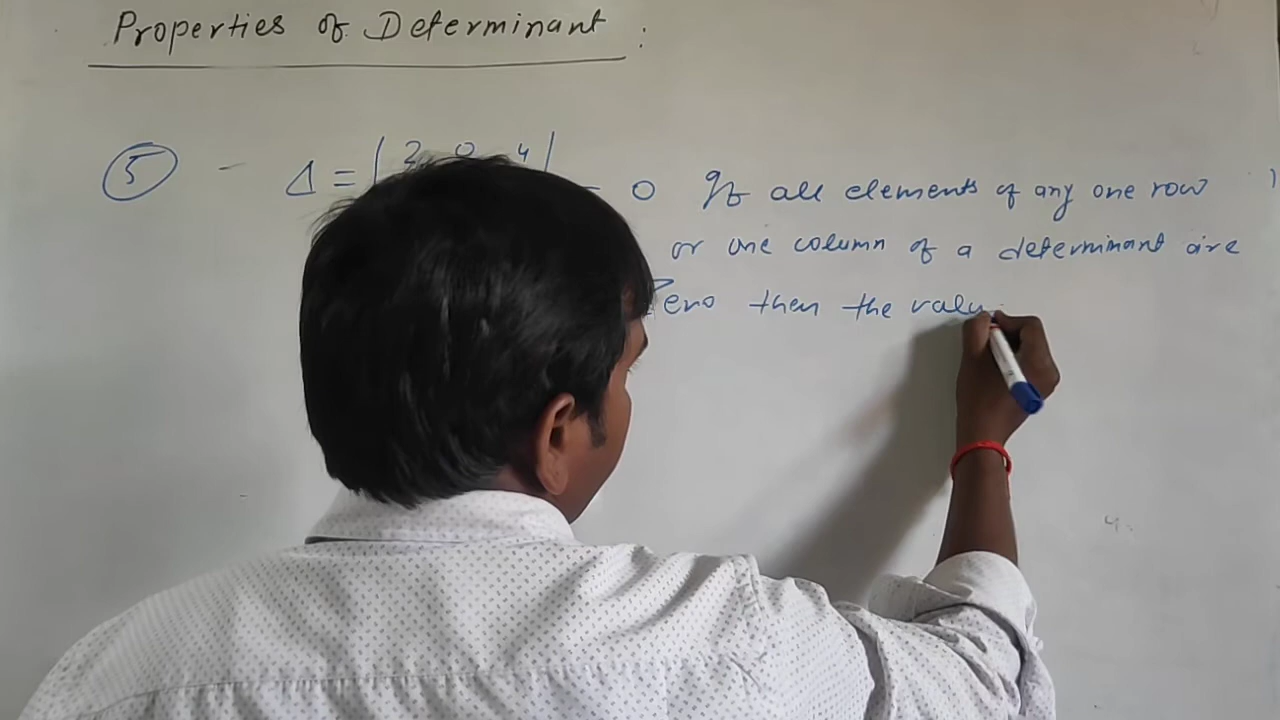 Properties of Determinant :
5 - Δ = | 2 0 4 | = 0 If all elements of any one row
or one column of a determinant are
Zero then the valu